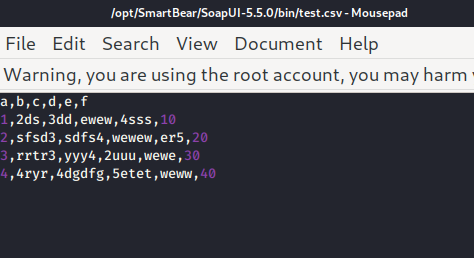 /opt/SmartBear/SoapUI-5.5.0/bin/test.csv - Mousepad
File Edit Search View Document Help
Warning, you are using the root account, you may harm
a,b,c,d,e,f
1,2ds,3dd,ewew,4sss,10
2,sfsd3,sdfs4,wewew,er5,20
3,rrtr3,yyy4,2uuu,wewe,30
4,4ryr,4dgdfg,5etet,weww,40